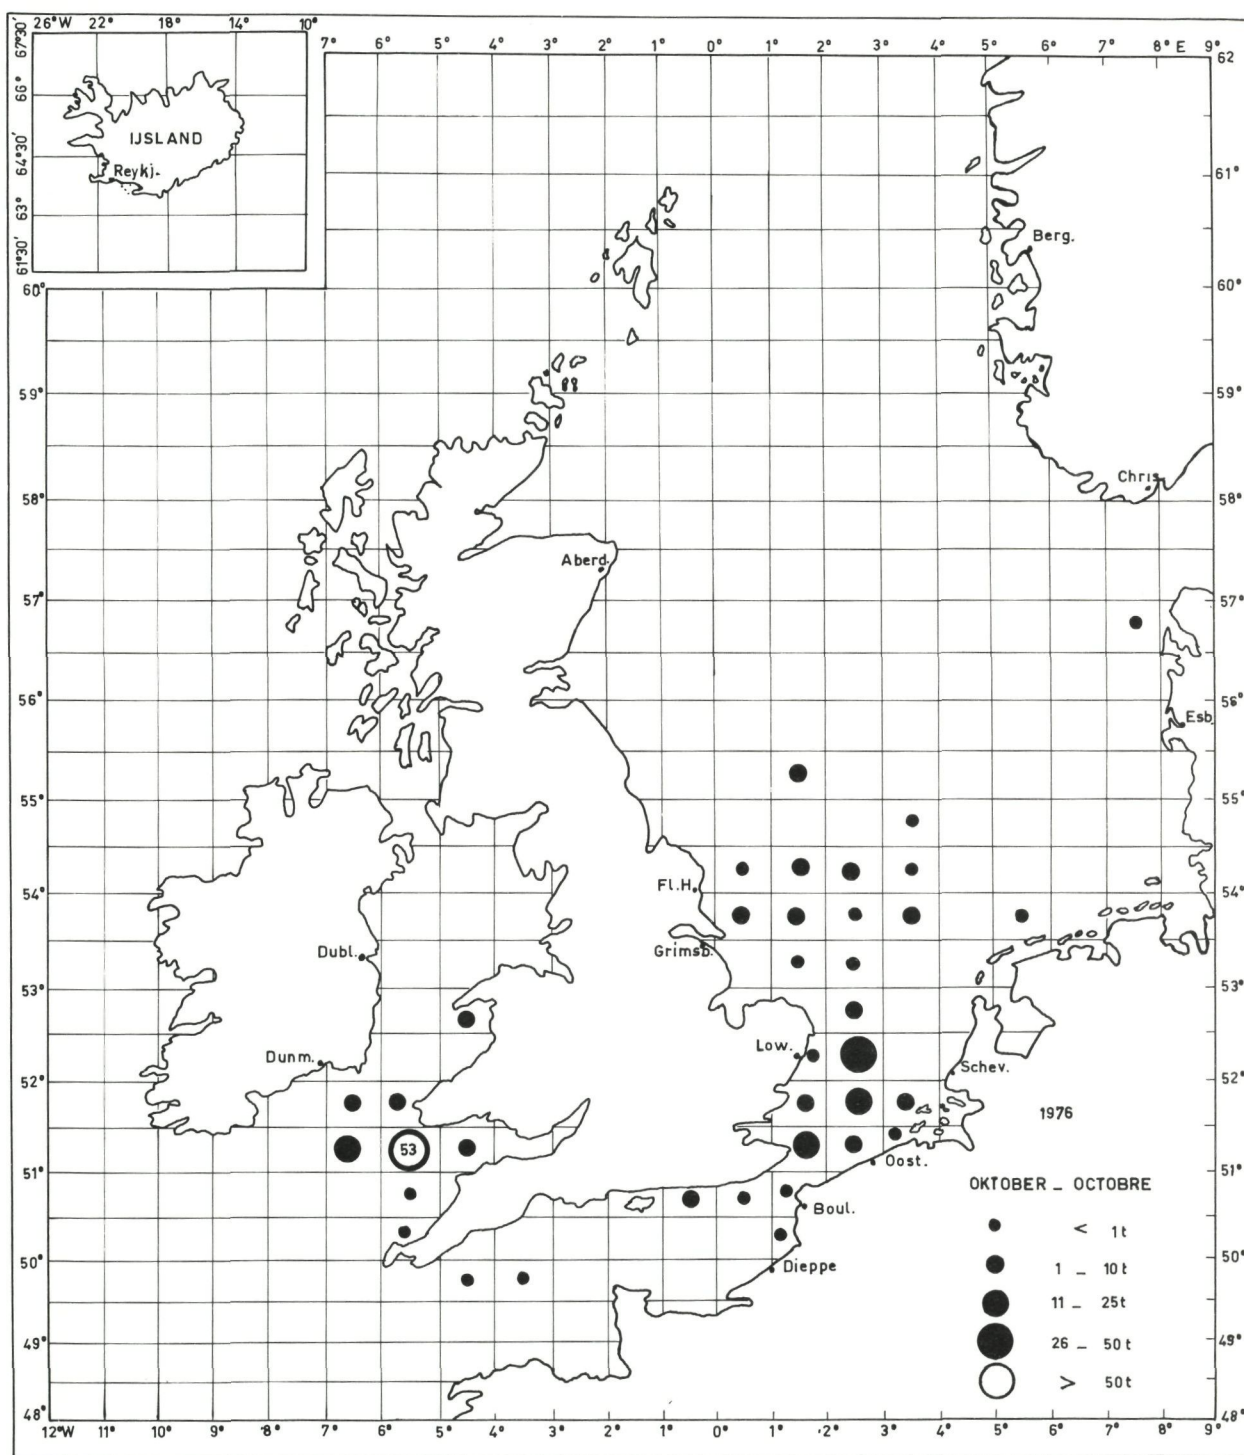 26°W 22° 18° 14° 10°
7° 6° 5° 4° 3° 2° 1° 0° 1° 2° 3° 4° 5° 6° 7° 8° E 9°
67°30'
66°
64°30'
63°
61°30'
IJSLAND
Reykj.
62
61° 
Berg.
60° 60°
59° 59°
Chris
58° 58°
Aberd.
57° 57°
56° 56°
Esb
55° 55°
54° Fl.H. 54°
Dubl. Grimsb.
53° 53°
Dunm. Low. Schev.
52° 52°
1976
53
51° Oost. 51°
OKTOBER _ OCTOBRE
Boul.
< 1t
50° Dieppe 50°
1 _ 10t
11 _ 25t
49° 26 _ 50t 49°
> 50t
48° 48°
12°W 10° 9° 8° 7° 6° 5° 4° 3° 2° 1° 0° 1° 2° 3° 4° 5° 6° 7° 8° 9°